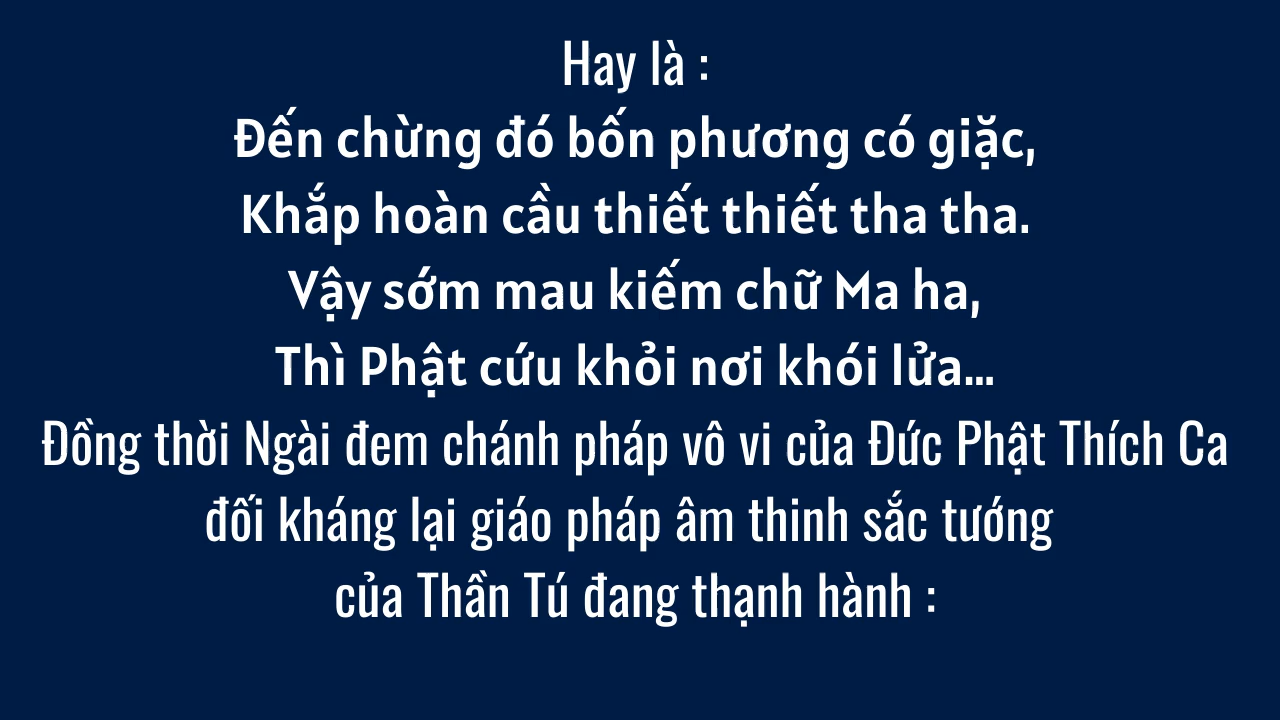 Hay là :
Đến chừng đó bốn phương có giặc,
Khắp hoàn cầu thiết thiết tha tha.
Vậy sớm mau kiếm chữ Ma ha,
Thì Phật cứu khỏi nơi khói lửa...
Đồng thời Ngài đem chánh pháp vô vi của Đức Phật Thích Ca
đối kháng lại giáo pháp âm thinh sắc tướng
của Thần Tú đang thạnh hành :